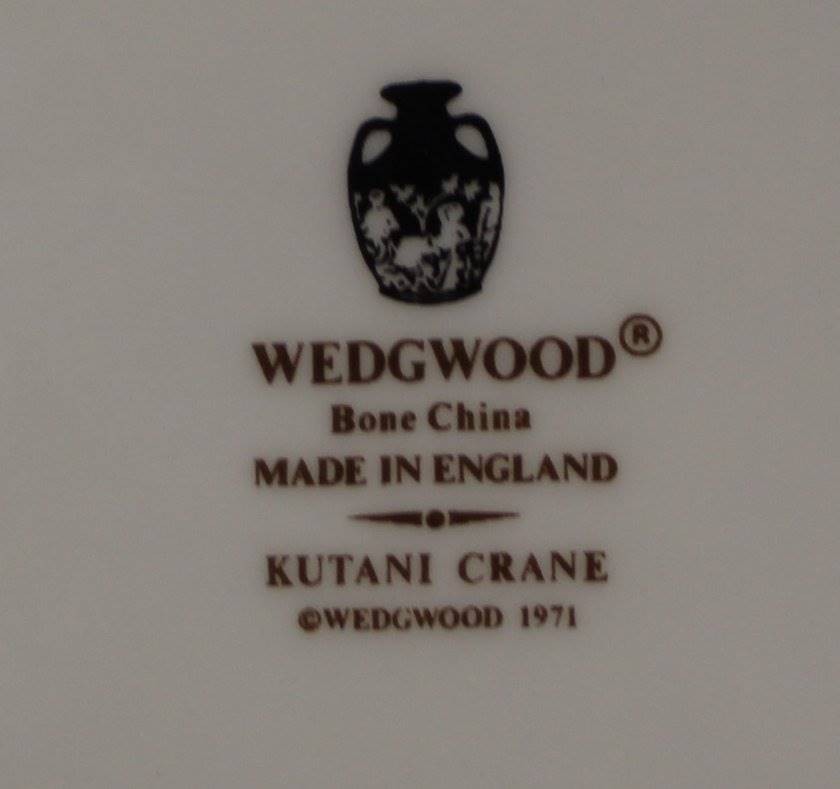 WEDGWOOD®
Bone China
MADE IN ENGLAND
KUTANI CRANE
©WEDGWOOD 1971